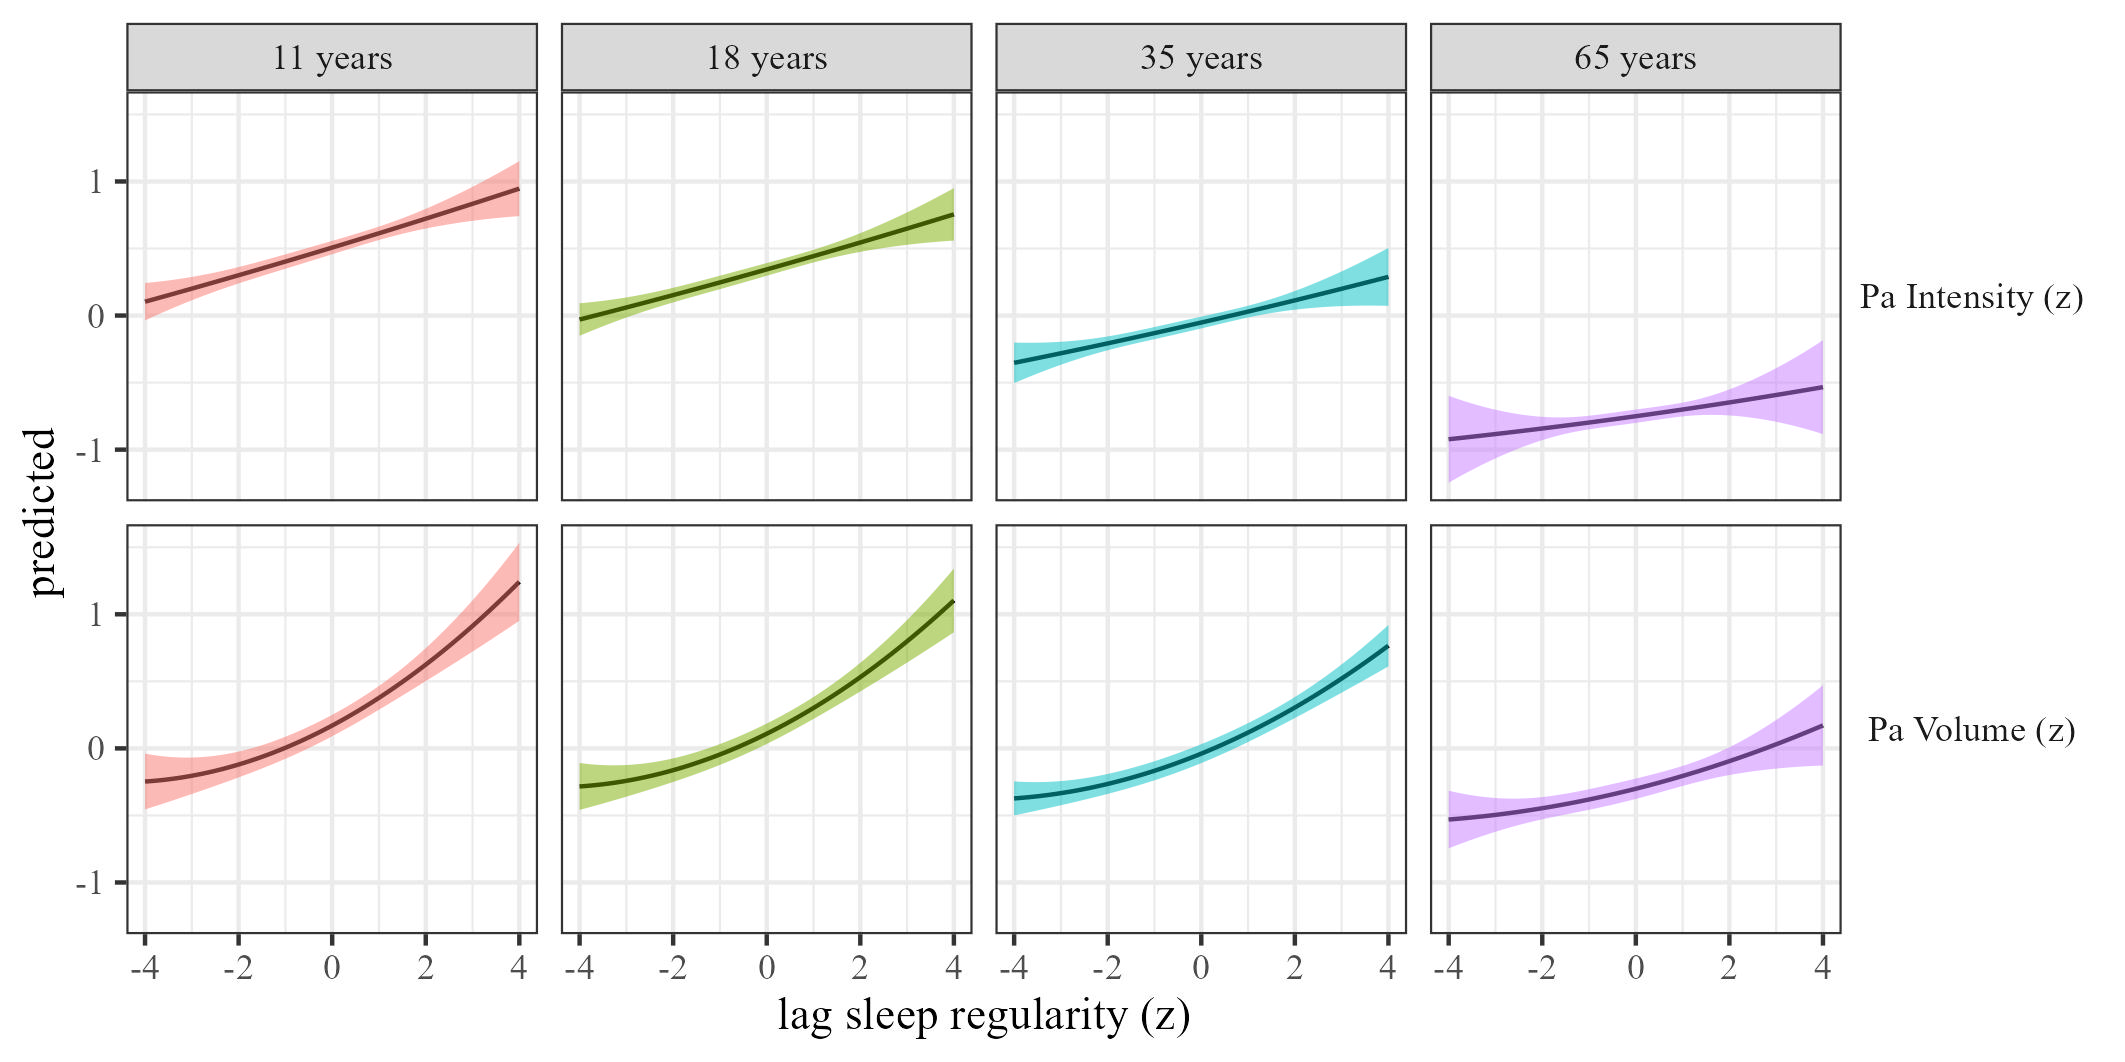 11 years 18 years 35 years 65 years
1
0
-1
Pa Intensity (z)
predicted
1
0
-1
Pa Volume (z)
-4 -2 0 2 4 -4 -2 0 2 4 -4 -2 0 2 4 -4 -2 0 2 4
lag sleep regularity (z)